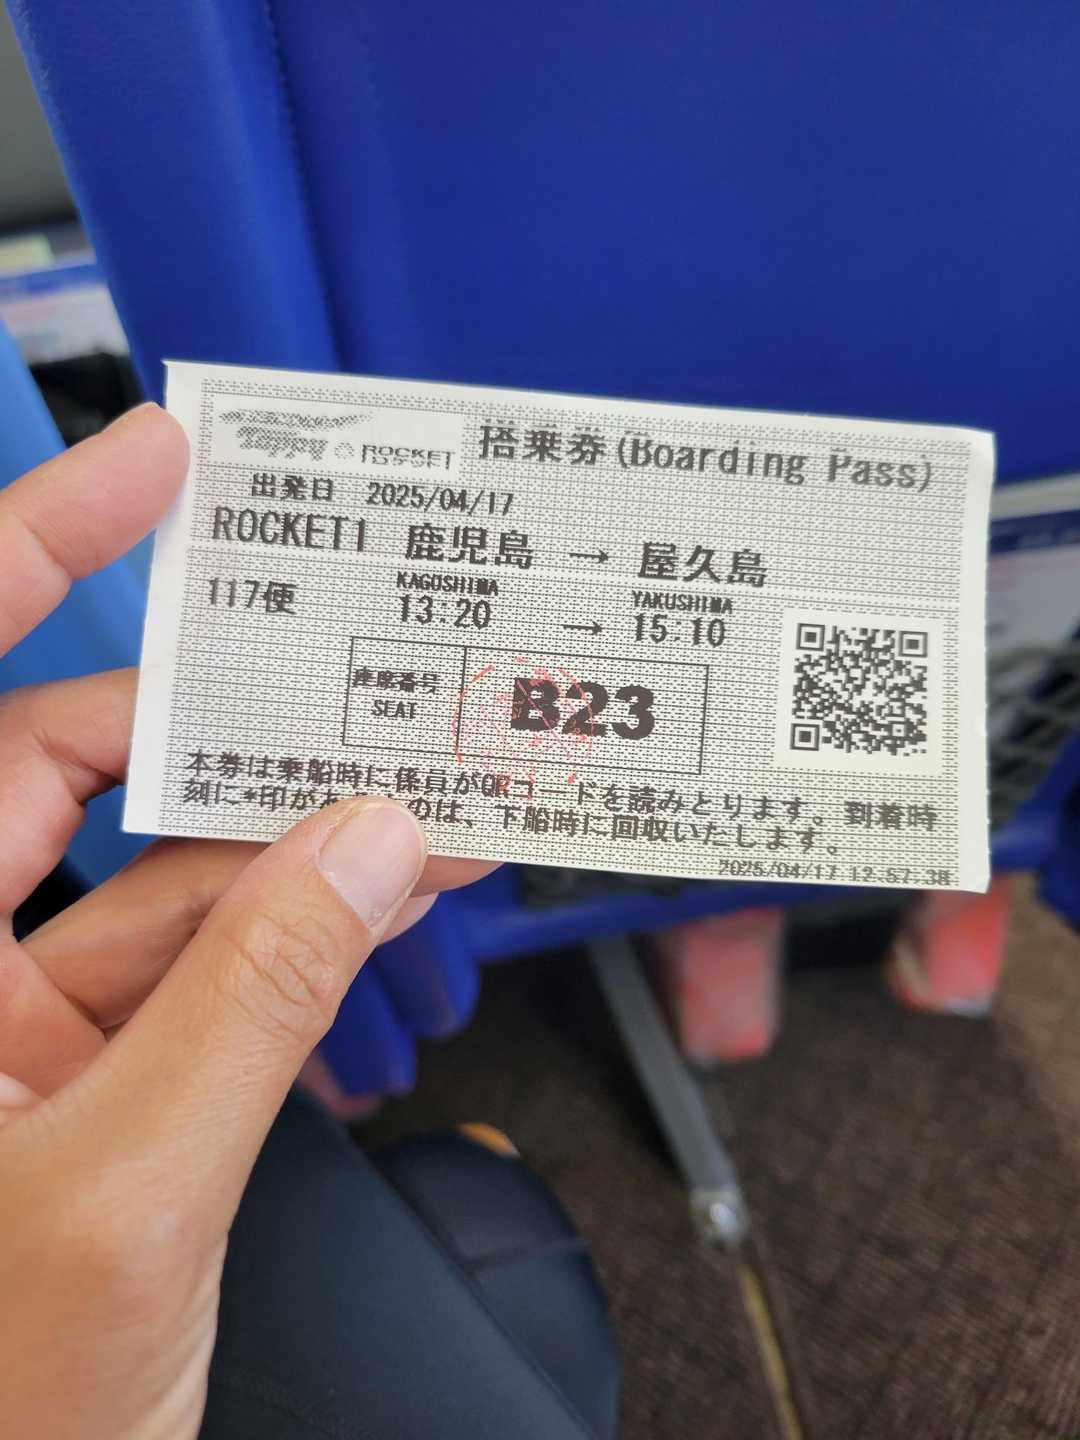 Toppy ROCKET 搭乗券(Boarding Pass)
出発日 2025/04/17
ROCKET1 鹿児島 → 屋久島
KAGOSHIMA YAKUSHIMA
117便 13:20 → 15:10
座席番号
SEAT
B23
本券は乗船時に係員がQRコードを読みとります。到着時
刻に*印が のは、下船時に回収いたします。
2025/04/17 12:57:38